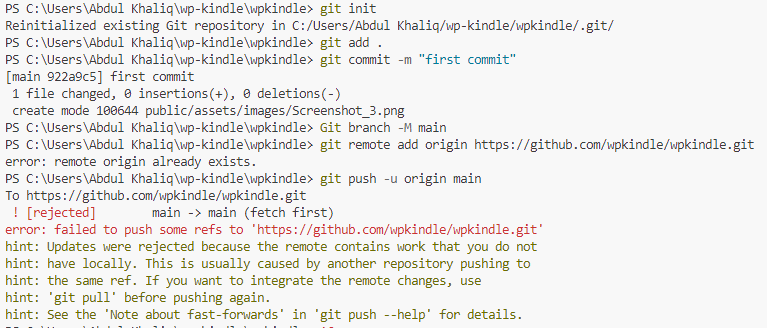 PS C:\Users\Abdul Khaliq\wp-kindle\wpkindle> git init
Reinitialized existing Git repository in C:/Users/Abdul Khaliq/wp-kindle/wpkindle/.git/
PS C:\Users\Abdul Khaliq\wp-kindle\wpkindle> git add .
PS C:\Users\Abdul Khaliq\wp-kindle\wpkindle> git commit -m "first commit"
[main 922a9c5] first commit
 1 file changed, 0 insertions(+), 0 deletions(-)
 create mode 100644 public/assets/images/Screenshot_3.png
PS C:\Users\Abdul Khaliq\wp-kindle\wpkindle> Git branch -M main
PS C:\Users\Abdul Khaliq\wp-kindle\wpkindle> git remote add origin https://github.com/wpkindle/wpkindle.git
error: remote origin already exists.
PS C:\Users\Abdul Khaliq\wp-kindle\wpkindle> git push -u origin main
To https://github.com/wpkindle/wpkindle.git
 ! [rejected]        main -> main (fetch first)
error: failed to push some refs to 'https://github.com/wpkindle/wpkindle.git'
hint: Updates were rejected because the remote contains work that you do not
hint: have locally. This is usually caused by another repository pushing to
hint: the same ref. If you want to integrate the remote changes, use
hint: 'git pull' before pushing again.
hint: See the 'Note about fast-forwards' in 'git push --help' for details.